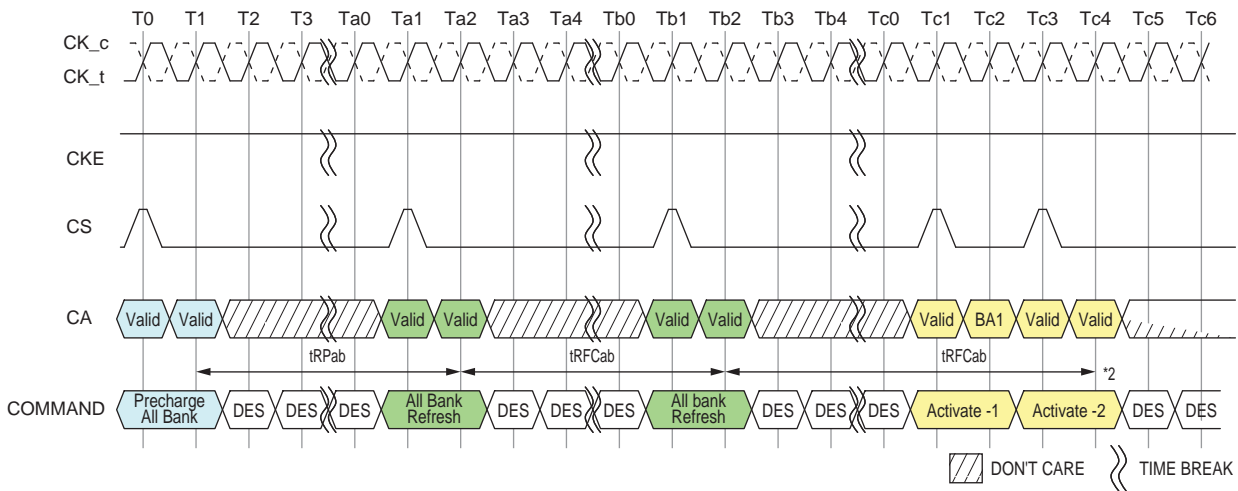 T0 T1 T2 T3 Ta0 Ta1 Ta2 Ta3 Ta4 Tb0 Tb1 Tb2 Tb3 Tb4 Tc0 Tc1 Tc2 Tc3 Tc4 Tc5 Tc6
CK_c
CK_t
CKE
CS
CA Valid Valid Valid Valid Valid Valid Valid BA1 Valid Valid
tRPab tRFCab tRFCab *2
COMMAND Precharge All Bank DES DES DES All Bank Refresh DES DES DES All bank Refresh DES DES DES Activate -1 Activate -2 DES DES
DON'T CARE TIME BREAK